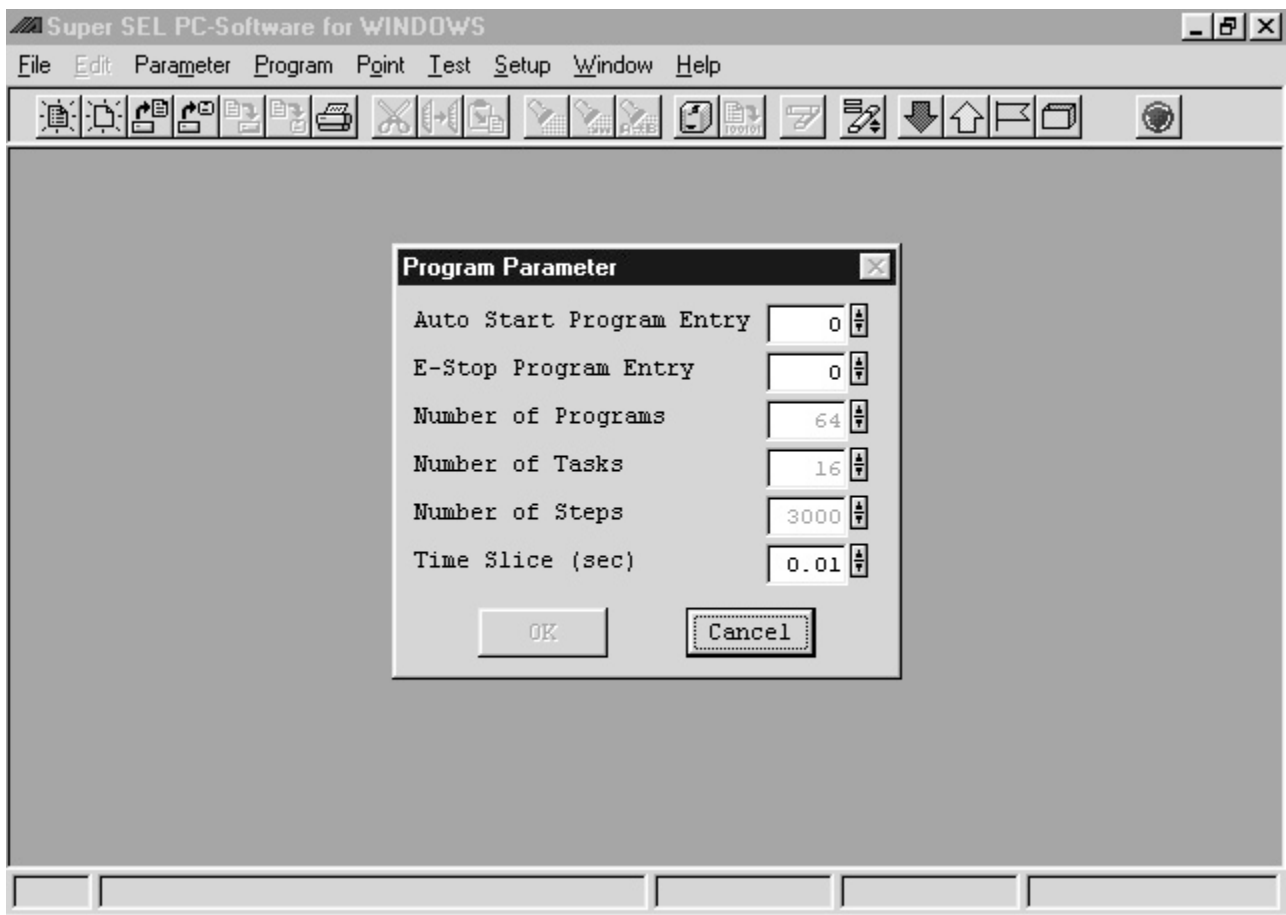 Super SEL PC-Software for WINDOWS
File Edit Parameter Program Point Test Setup Window Help
Program Parameter
Auto Start Program Entry 0
E-Stop Program Entry 0
Number of Programs 64
Number of Tasks 16
Number of Steps 3000
Time Slice (sec) 0.01
OK Cancel